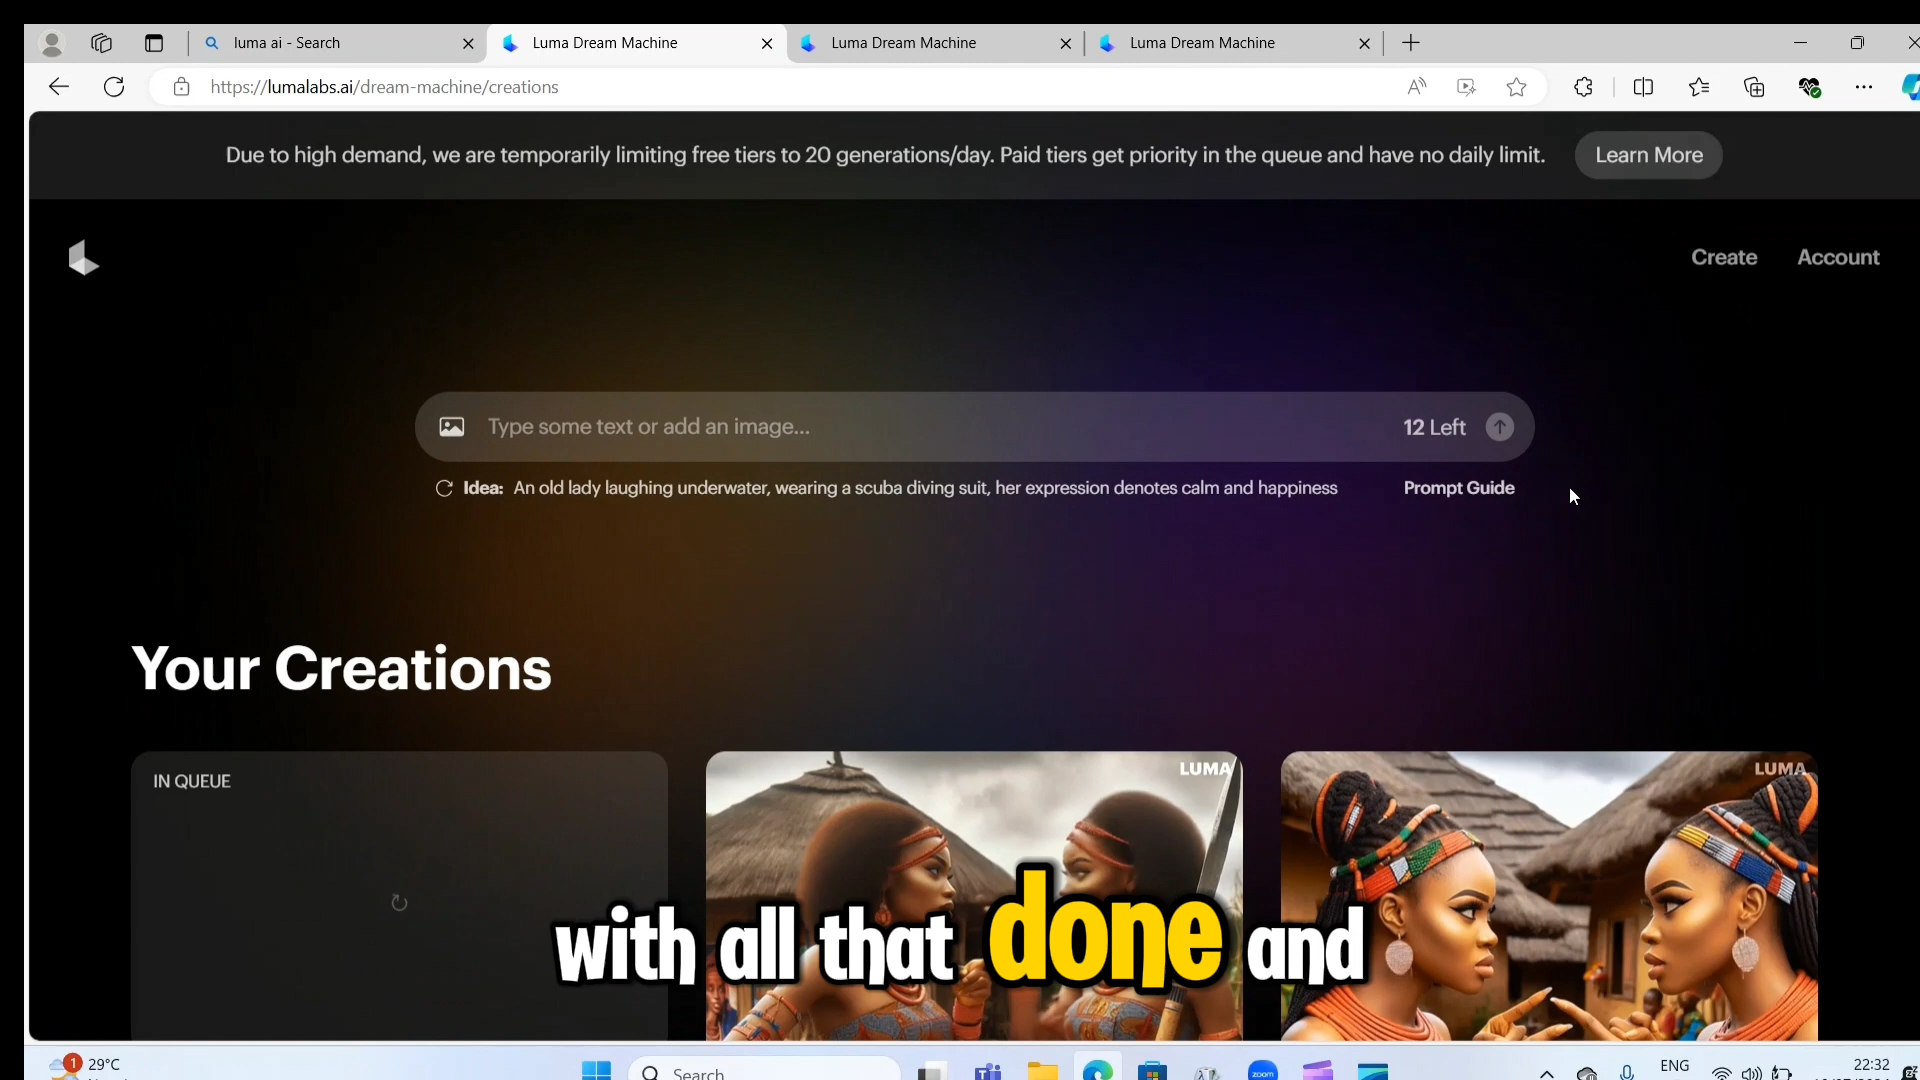 luma ai - Search
Luma Dream Machine
Luma Dream Machine
Luma Dream Machine
https://lumalabs.ai/dream-machine/creations
Due to high demand, we are temporarily limiting free tiers to 20 generations/day. Paid tiers get priority in the queue and have no daily limit.
Learn More
Create
Account
Type some text or add an image...
12 Left
Idea: An old lady laughing underwater, wearing a scuba diving suit, her expression denotes calm and happiness
Prompt Guide
Your Creations
IN QUEUE
LUMA
LUMA
with all that done and
1
29°C
Search
zoom
ENG
22:32